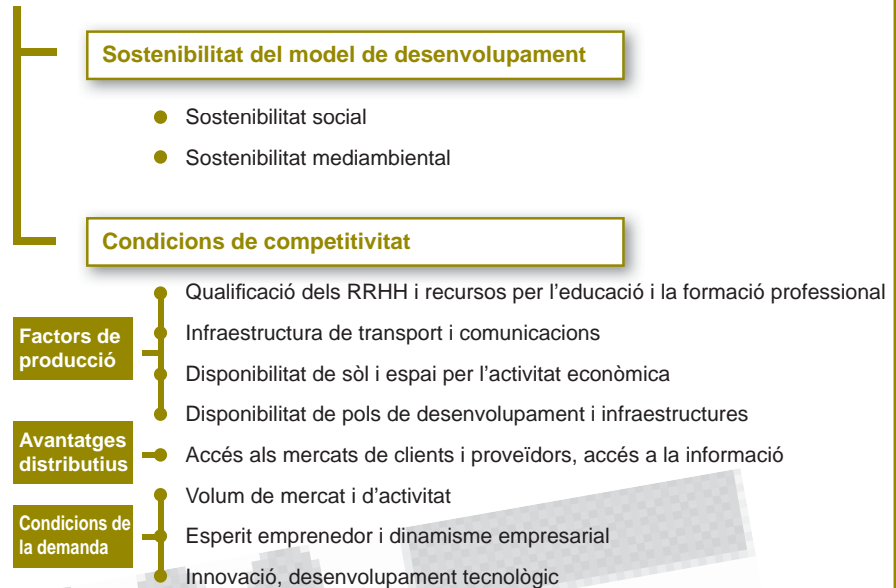 Sostenibilitat del model de desenvolupament
Sostenibilitat social
Sostenibilitat mediambiental
Condicions de competitivitat
Factors de
producció
Qualificació dels RRHH i recursos per l’educació i la formació professional
Infraestructura de transport i comunicacions
Disponibilitat de sòl i espai per l’activitat econòmica
Disponibilitat de pols de desenvolupament i infraestructures
Avantatges
distributius
Accés als mercats de clients i proveïdors, accés a la informació
Condicions de
la demanda
Volum de mercat i d’activitat
Esperit emprenedor i dinamisme empresarial
Innovació, desenvolupament tecnològic